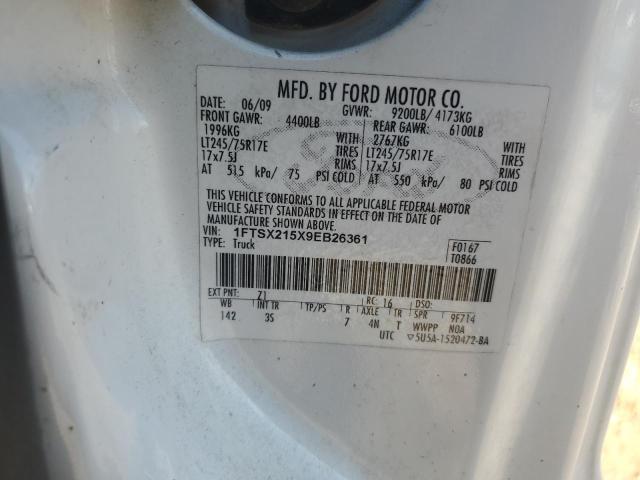 MFD. BY FORD MOTOR CO.
DATE: 06/09 GVWR: 9200LB/ 4173KG
FRONT GAWR: 4400LB REAR GAWR: 6100LB
1996KG WITH 2767KG WITH
LT245/75R17E TIRES LT245/75R17E TIRES
17x7.5J RIMS 17x7.5J RIMS
AT 515 kPa/ 75 PSI COLD AT 550 kPa/ 80 PSI COLD
THIS VEHICLE CONFORMS TO ALL APPLICABLE FEDERAL MOTOR
VEHICLE SAFETY STANDARDS IN EFFECT ON THE DATE OF
MANUFACTURE SHOWN ABOVE.
VIN: 1FTSX215X9EB26361 F0167
TYPE: Truck T0866
EXT PNT: Z1 RC: 16 DSO:
WB INT TR TP/PS R AXLE TR SPR 9F714
142 3S 7 4N T WWPP NOA
UTC ▽5U5A-1520472-BA